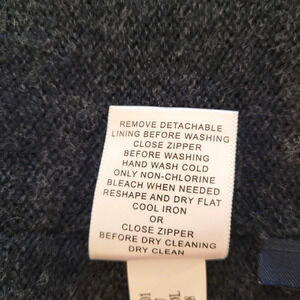 REMOVE DETACHABLE
LINING BEFORE WASHING
CLOSE ZIPPER
BEFORE WASHING
HAND WASH COLD
ONLY NON-CHLORINE
BLEACH WHEN NEEDED
RESHAPE AND DRY FLAT
COOL IRON
OR
CLOSE ZIPPER
BEFORE DRY CLEANING
DRY CLEAN